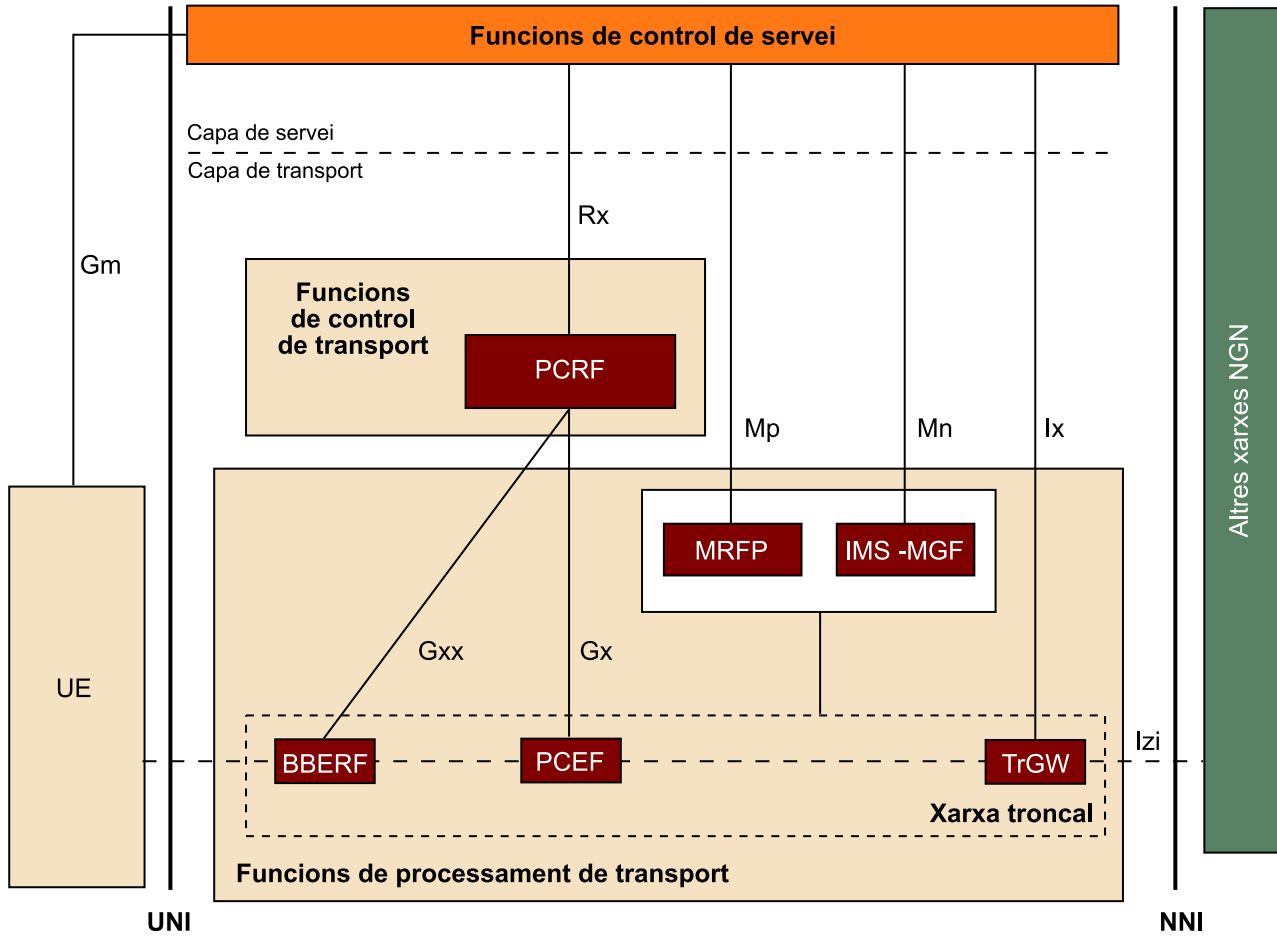 Funcions de control de servei
Capa de servei
Capa de transport
Rx
Gm
Funcions
de control
de transport
PCRF
Mp
Mn
Ix
Altres xarxes NGN
MRFP
IMS -MGF
Gxx
Gx
UE
Izi
BBERF
PCEF
TrGW
Xarxa troncal
Funcions de processament de transport
UNI
NNI